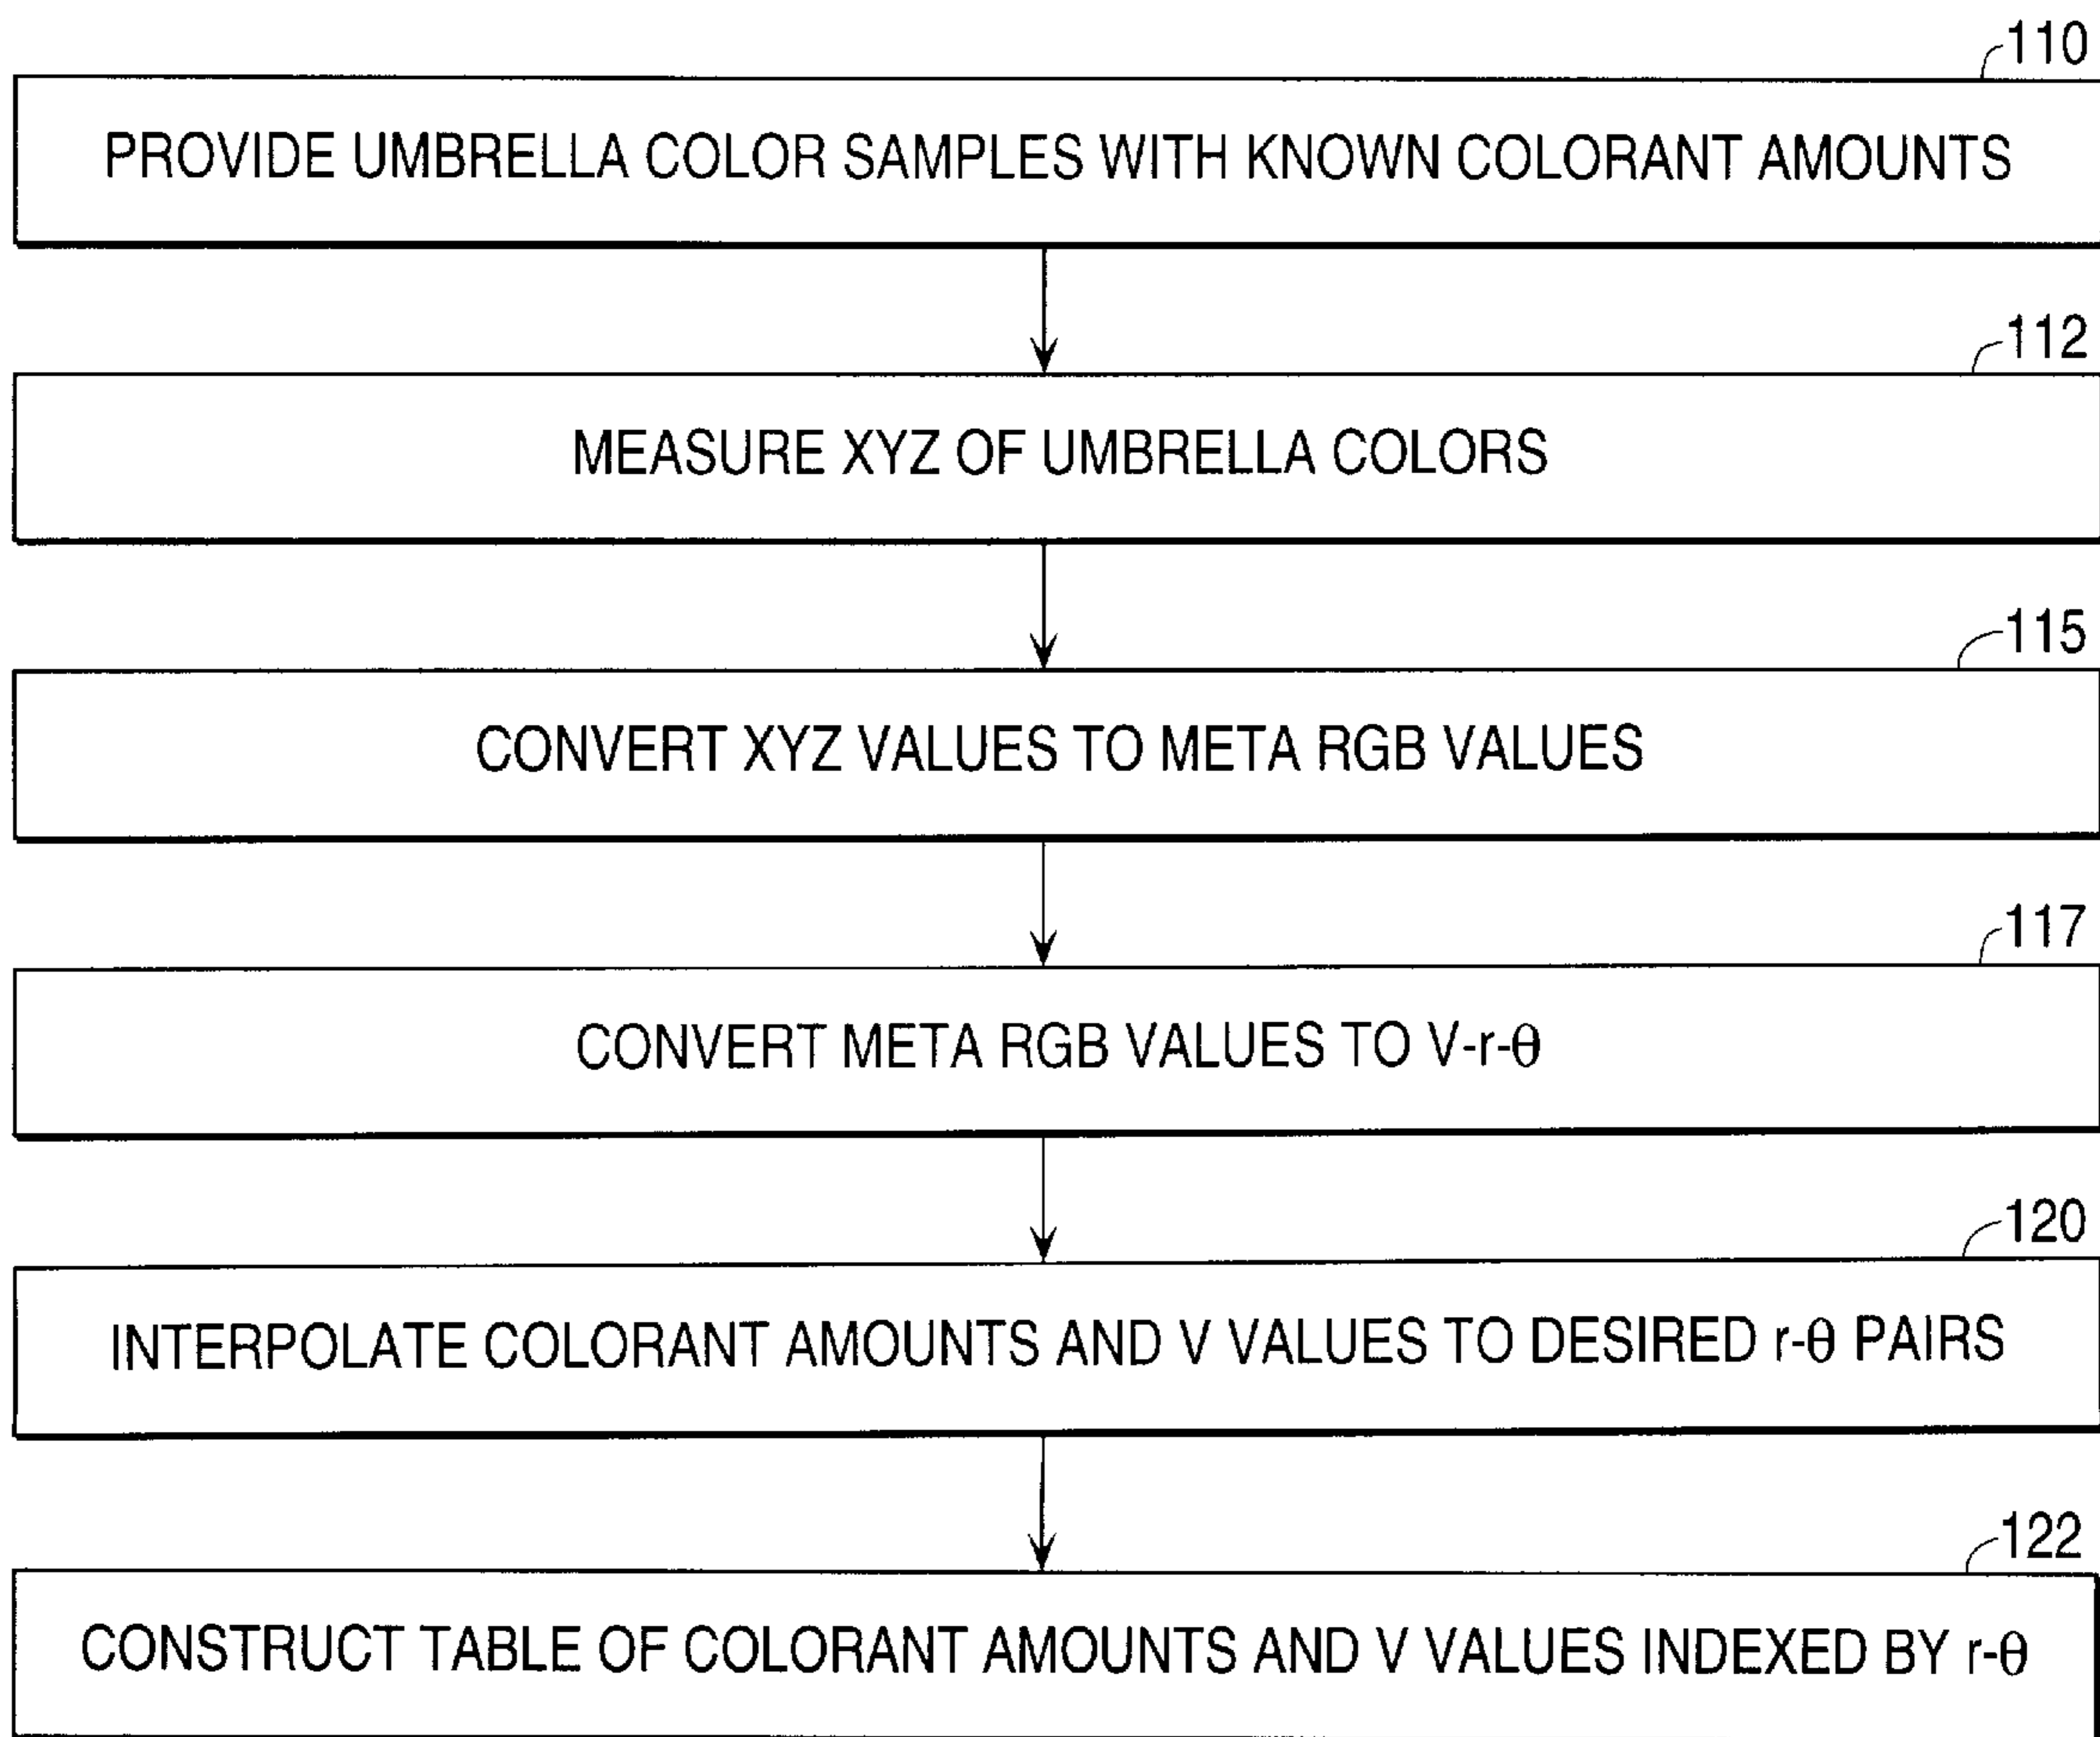 110
PROVIDE UMBRELLA COLOR SAMPLES WITH KNOWN COLORANT AMOUNTS
112
MEASURE XYZ OF UMBRELLA COLORS
115
CONVERT XYZ VALUES TO META RGB VALUES
117
CONVERT META RGB VALUES TO V-r-θ
120
INTERPOLATE COLORANT AMOUNTS AND V VALUES TO DESIRED r-θ PAIRS
122
CONSTRUCT TABLE OF COLORANT AMOUNTS AND V VALUES INDEXED BY r-θ